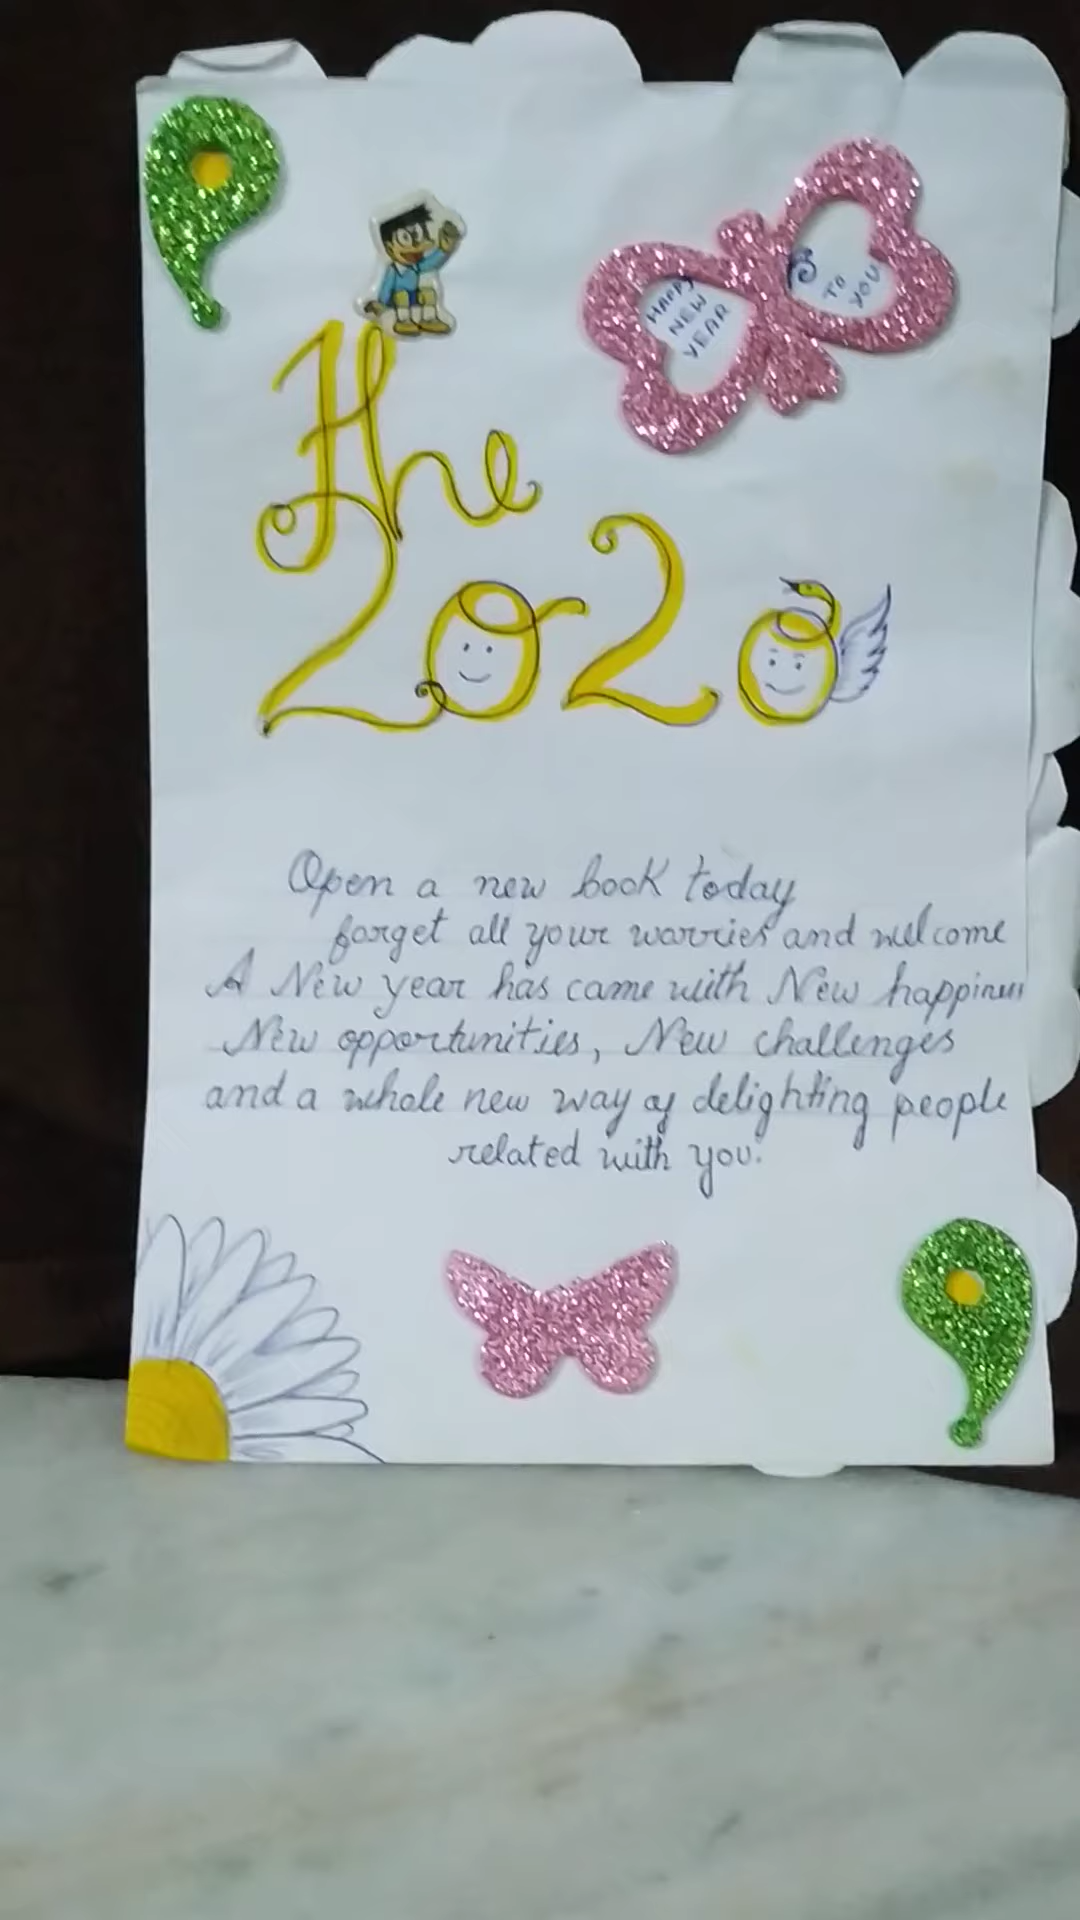 HAPPY
NEW
YEAR
TO
YOU
The
2020
Open a new book today
forget all your worries and welcome
A New year has came with New happiness
New opportunities, New challenges
and a whole new way of delighting people
related with you.